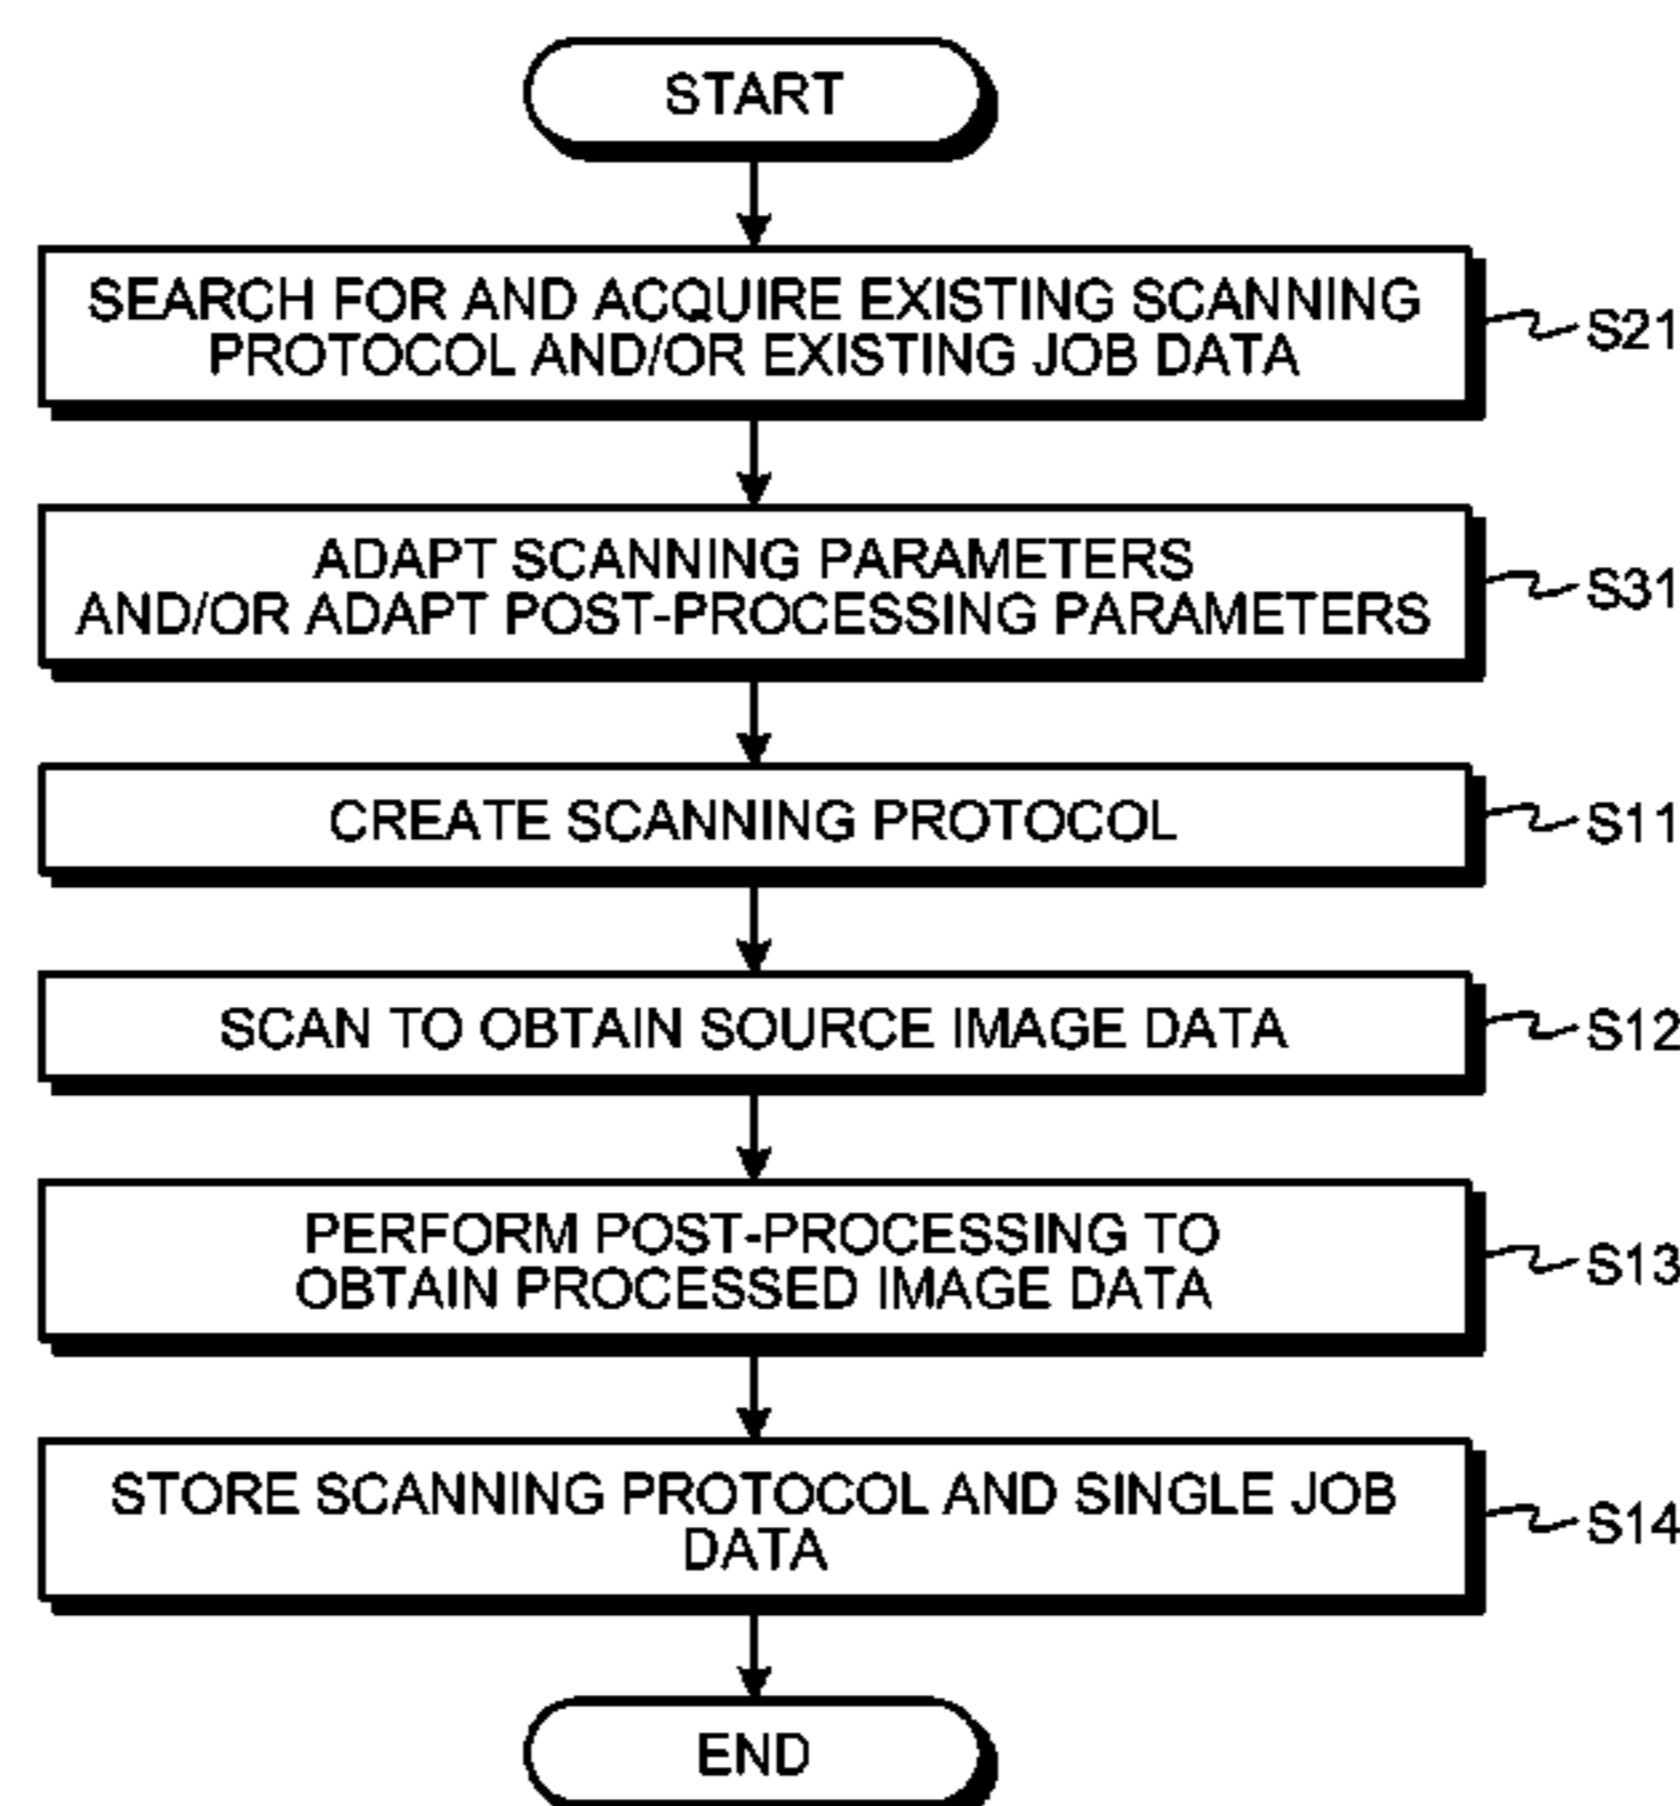 START
SEARCH FOR AND ACQUIRE EXISTING SCANNING
PROTOCOL AND/OR EXISTING JOB DATA
S21
ADAPT SCANNING PARAMETERS
AND/OR ADAPT POST-PROCESSING PARAMETERS
S31
CREATE SCANNING PROTOCOL
S11
SCAN TO OBTAIN SOURCE IMAGE DATA
S12
PERFORM POST-PROCESSING TO
OBTAIN PROCESSED IMAGE DATA
S13
STORE SCANNING PROTOCOL AND SINGLE JOB
DATA
S14
END